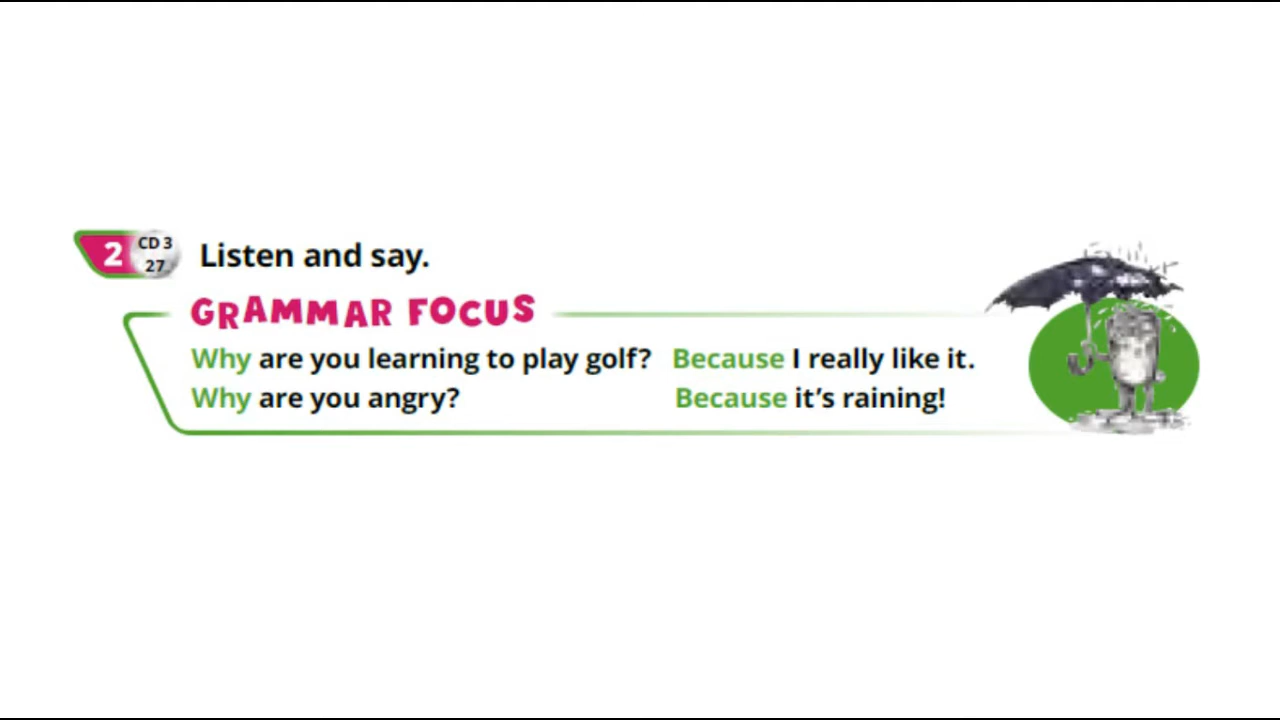 2 CD 3 27 Listen and say.
GRAMMAR FOCUS
Why are you learning to play golf? Because I really like it.
Why are you angry? Because it's raining!